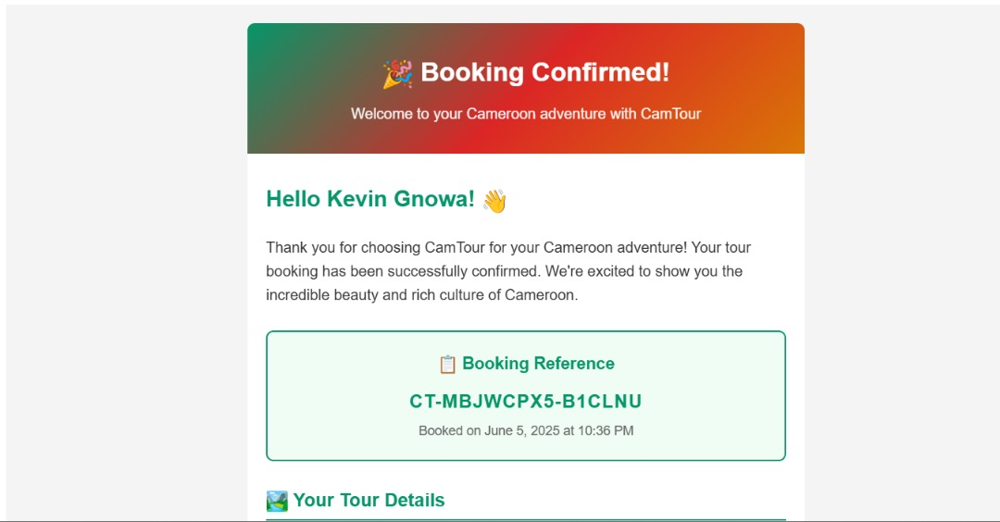 🎉 Booking Confirmed!
Welcome to your Cameroon adventure with CamTour
Hello Kevin Gnowa! 👋
Thank you for choosing CamTour for your Cameroon adventure! Your tour
booking has been successfully confirmed. We're excited to show you the
incredible beauty and rich culture of Cameroon.
📋 Booking Reference
CT-MBJWCPX5-B1CLNU
Booked on June 5, 2025 at 10:36 PM
🏞️ Your Tour Details